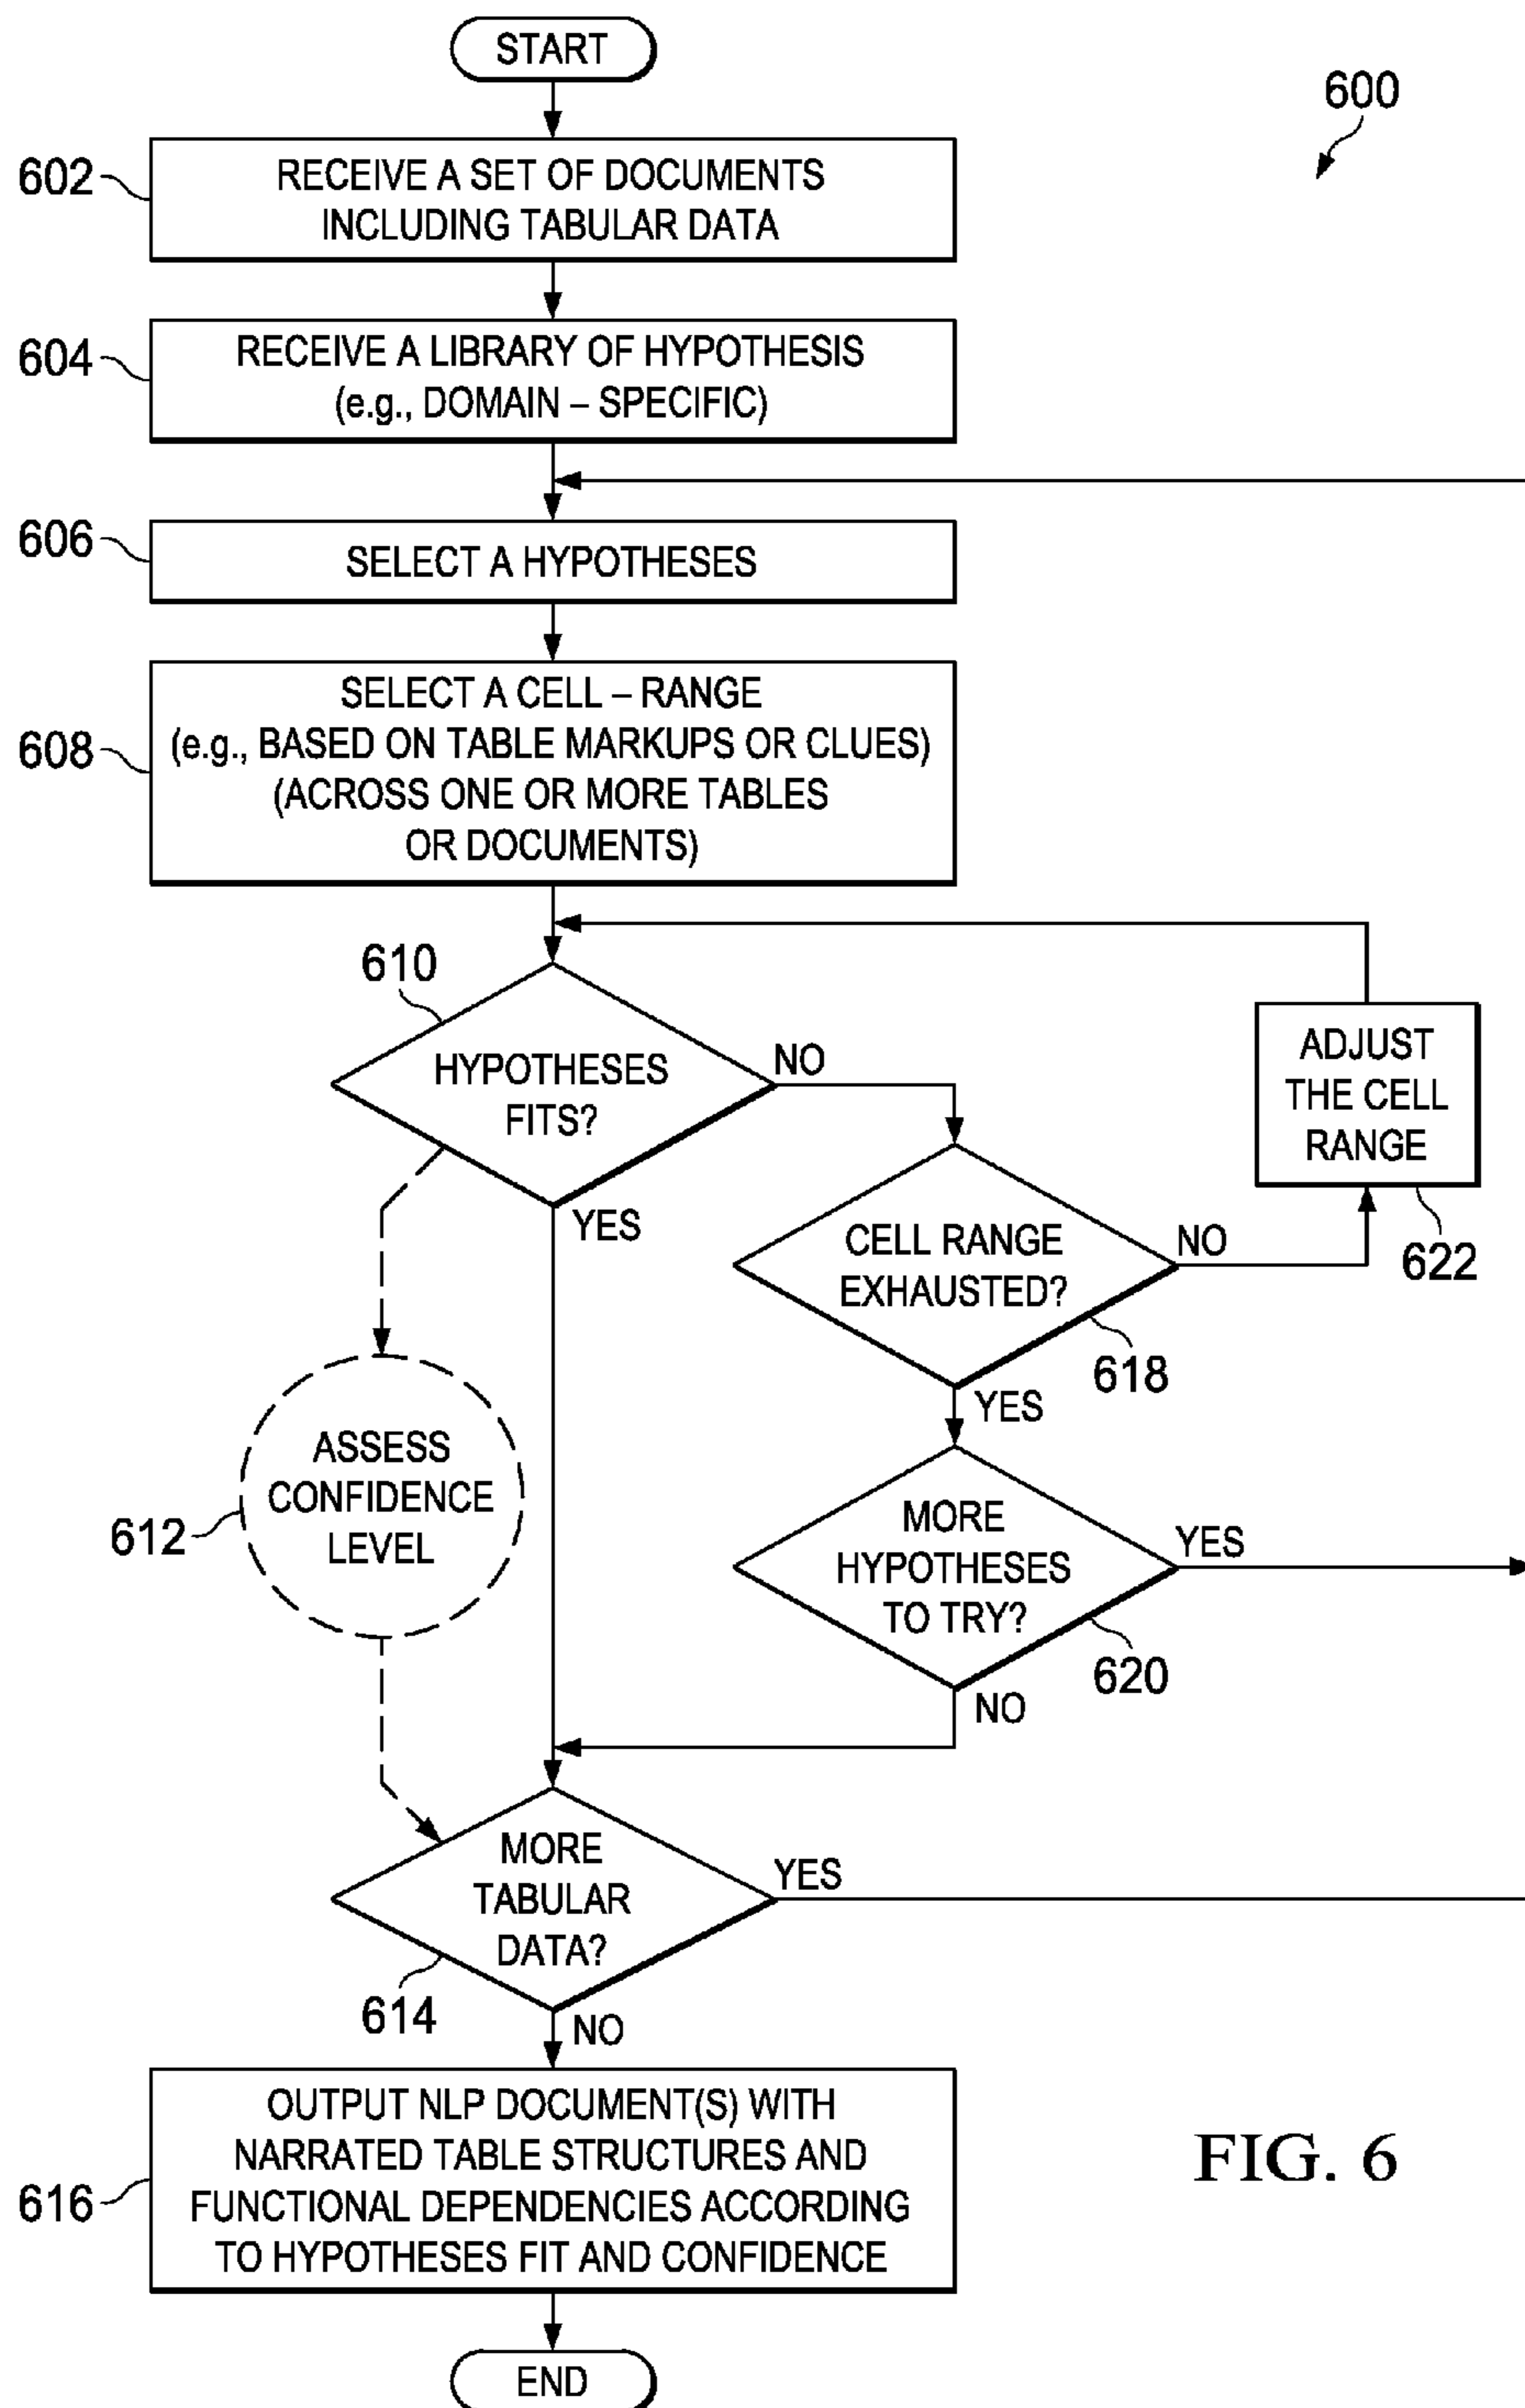 START
600
602
RECEIVE A SET OF DOCUMENTS
INCLUDING TABULAR DATA
604
RECEIVE A LIBRARY OF HYPOTHESIS
(e.g., DOMAIN – SPECIFIC)
606
SELECT A HYPOTHESES
608
SELECT A CELL – RANGE
(e.g., BASED ON TABLE MARKUPS OR CLUES)
(ACROSS ONE OR MORE TABLES
OR DOCUMENTS)
610
HYPOTHESES
FITS?
NO
YES
ADJUST
THE CELL
RANGE
622
CELL RANGE
EXHAUSTED?
NO
618
YES
ASSESS
CONFIDENCE
LEVEL
612
MORE
HYPOTHESES
TO TRY?
YES
620
NO
MORE
TABULAR
DATA?
YES
614
NO
616
OUTPUT NLP DOCUMENT(S) WITH
NARRATED TABLE STRUCTURES AND
FUNCTIONAL DEPENDENCIES ACCORDING
TO HYPOTHESES FIT AND CONFIDENCE
FIG. 6
END